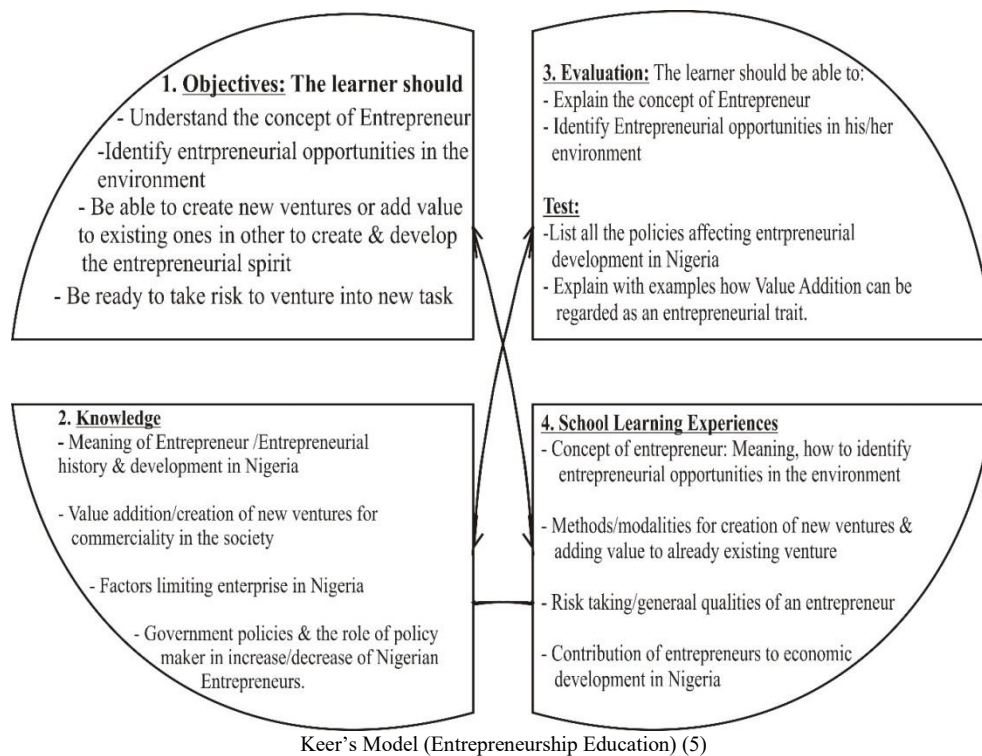 1. Objectives: The learner should
- Understand the concept of Entrepreneur
-Identify entrpreneurial opportunities in the
environment
- Be able to create new ventures or add value
to existing ones in other to create & develop
the entrepreneurial spirit
- Be ready to take risk to venture into new task
2. Knowledge
- Meaning of Entrepreneur /Entrepreneurial
history & development in Nigeria
- Value addition/creation of new ventures for
commerciality in the society
- Factors limiting enterprise in Nigeria
- Government policies & the role of policy
maker in increase/decrease of Nigerian
Entrepreneurs.
3. Evaluation: The learner should be able to:
- Explain the concept of Entrepreneur
- Identify Entrepreneurial opportunities in his/her
environment
Test:
-List all the policies affecting entrpreneurial
development in Nigeria
- Explain with examples how Value Addition can be
regarded as an entrepreneurial trait.
4. School Learning Experiences
- Concept of entrepreneur: Meaning, how to identify
entrepreneurial opportunities in the environment
- Methods/modalities for creation of new ventures &
adding value to already existing venture
- Risk taking/generaal qualities of an entrepreneur
- Contribution of entrepreneurs to economic
development in Nigeria
Keer's Model (Entrepreneurship Education) (5)